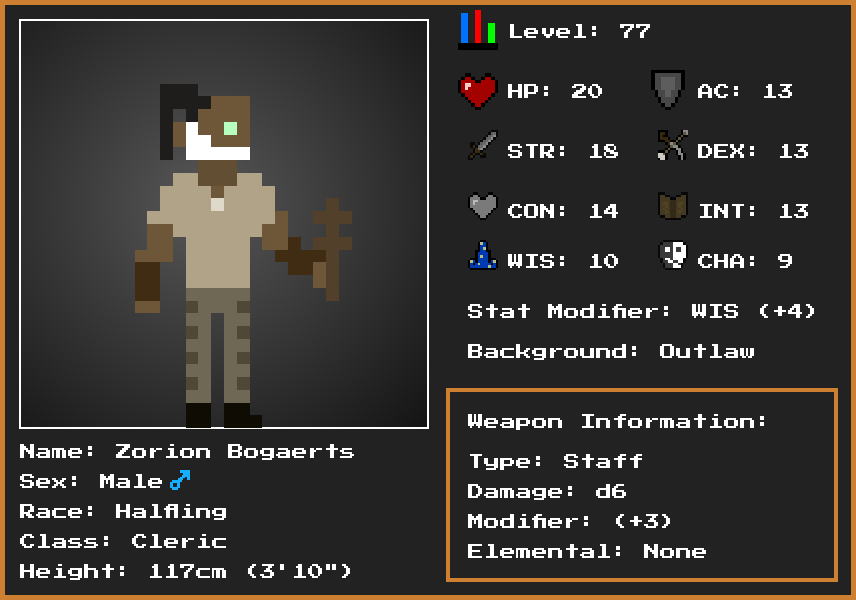 Level: 77
HP: 20 AC: 13
STR: 18 DEX: 13
CON: 14 INT: 13
WIS: 10 CHA: 9
Stat Modifier: WIS (+4)
Background: Outlaw
Weapon Information:
Type: Staff
Damage: d6
Modifier: (+3)
Elemental: None
Name: Zorion Bogaerts
Sex: Male ♂
Race: Halfling
Class: Cleric
Height: 117cm (3'10")